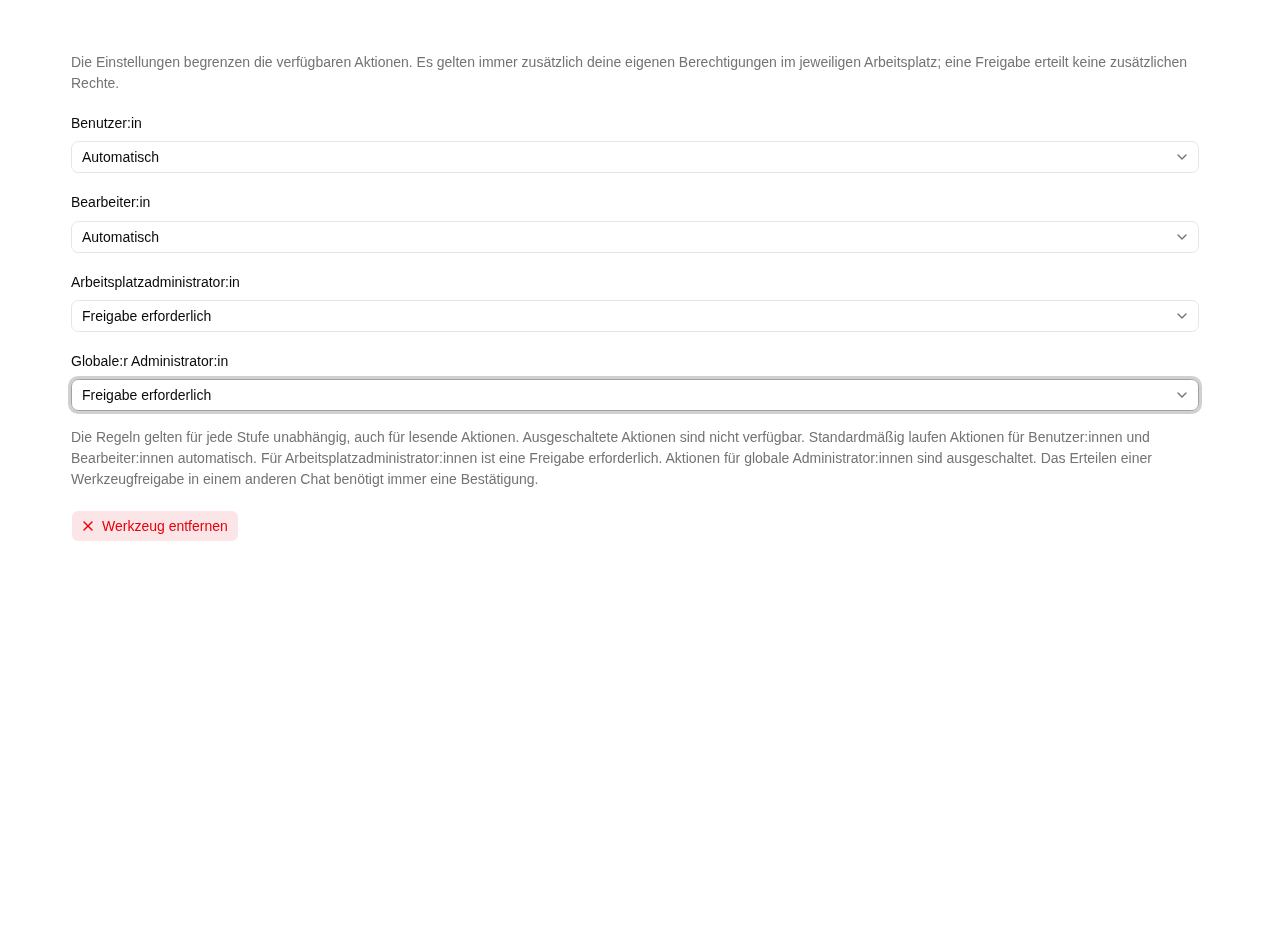 Die Einstellungen begrenzen die verfügbaren Aktionen. Es gelten immer zusätzlich deine eigenen Berechtigungen im jeweiligen Arbeitsplatz; eine Freigabe erteilt keine zusätzlichen
Rechte.
Benutzer:in
Automatisch
Bearbeiter:in
Automatisch
Arbeitsplatzadministrator:in
Freigabe erforderlich
Globale:r Administrator:in
Freigabe erforderlich
Die Regeln gelten für jede Stufe unabhängig, auch für lesende Aktionen. Ausgeschaltete Aktionen sind nicht verfügbar. Standardmäßig laufen Aktionen für Benutzer:innen und
Bearbeiter:innen automatisch. Für Arbeitsplatzadministrator:innen ist eine Freigabe erforderlich. Aktionen für globale Administrator:innen sind ausgeschaltet. Das Erteilen einer
Werkzeugfreigabe in einem anderen Chat benötigt immer eine Bestätigung.
Werkzeug entfernen